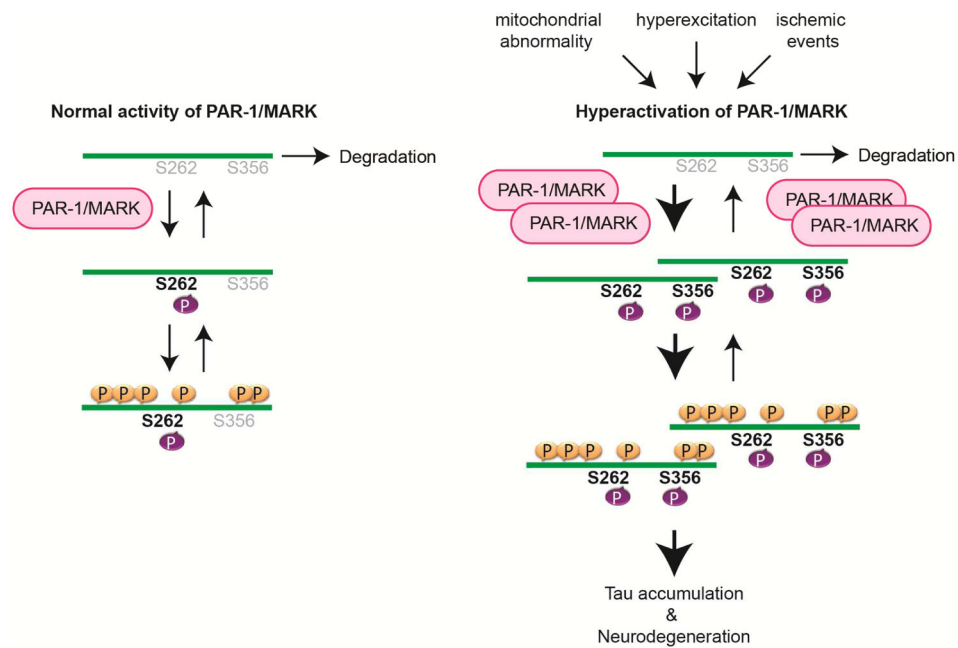 Normal activity of PAR-1/MARK
S262 S356
Degradation
PAR-1/MARK
S262 S356
P
P P P P P P
S262 S356
P
mitochondrial
abnormality
hyperexcitation
ischemic
events
Hyperactivation of PAR-1/MARK
S262 S356
Degradation
PAR-1/MARK
PAR-1/MARK
PAR-1/MARK
PAR-1/MARK
S262 S356
P P
S262 S356
P P
P P P P P P
S262 S356
P P
P P P P P P
S262 S356
P P
Tau accumulation
&
Neurodegeneration